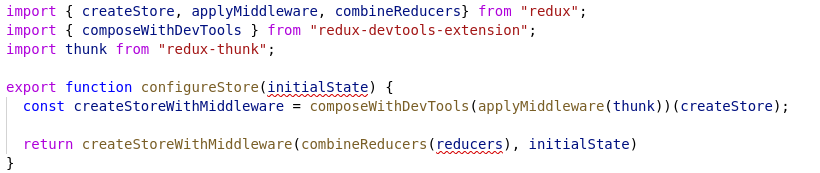 import { createStore, applyMiddleware, combineReducers} from "redux";
import { composeWithDevTools } from "redux-devtools-extension";
import thunk from "redux-thunk";

export function configureStore(initialState) {
  const createStoreWithMiddleware = composeWithDevTools(applyMiddleware(thunk))(createStore);

  return createStoreWithMiddleware(combineReducers(reducers), initialState)
}